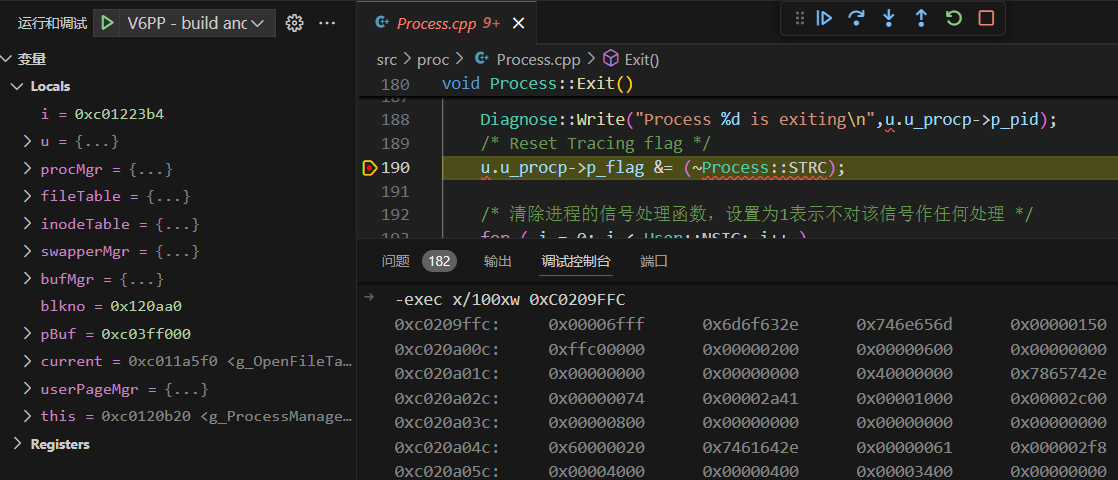 运行和调试 V6PP - build anc
变量
Locals
i = 0xc01223b4
u = {...}
procMgr = {...}
fileTable = {...}
inodeTable = {...}
swapperMgr = {...}
bufMgr = {...}
blkno = 0x120aa0
pBuf = 0xc03ff000
current = 0xc011a5f0 <g_OpenFileTa…
userPageMgr = {...}
this = 0xc0120b20 <g_ProcessManage…
Registers
Process.cpp 9+
src > proc > Process.cpp > Exit()
180 void Process::Exit()
187
188 Diagnose::Write("Process %d is exiting\n",u.u_procp->p_pid);
189 /* Reset Tracing flag */
190 u.u_procp->p_flag &= (~Process::STRC);
191
192 /* 清除进程的信号处理函数，设置为1表示不对该信号作任何处理 */
193 for ( i = 0; i < User::NSIG; i++ )
问题 182 输出 调试控制台 端口
-exec x/100xw 0xC0209FFC
0xc0209ffc: 0x00006fff 0x6d6f632e 0x746e656d 0x00000150
0xc020a00c: 0xffc00000 0x00000200 0x00000600 0x00000000
0xc020a01c: 0x00000000 0x00000000 0x40000000 0x7865742e
0xc020a02c: 0x00000074 0x00002a41 0x00001000 0x00002c00
0xc020a03c: 0x00000800 0x00000000 0x00000000 0x00000000
0xc020a04c: 0x60000020 0x7461642e 0x00000061 0x000002f8
0xc020a05c: 0x00004000 0x00000400 0x00003400 0x00000000